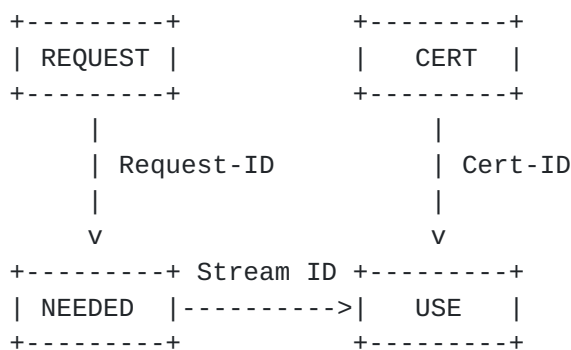 +---------+           +---------+
| REQUEST |           |   CERT  |
+---------+           +---------+
     |                     |
     | Request-ID          | Cert-ID
     |                     |
     v                     v
+---------+ Stream ID +---------+
| NEEDED  |---------->|   USE   |
+---------+           +---------+